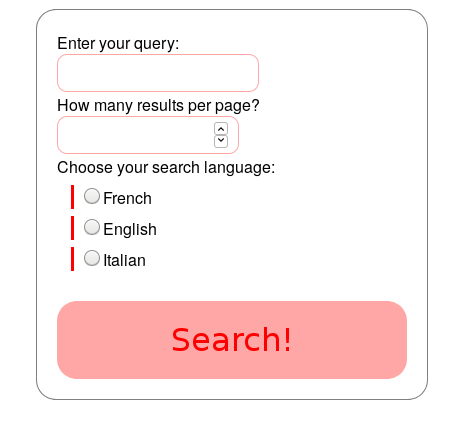 Enter your query:
How many results per page?
Choose your search language:
French
English
Italian
Search!